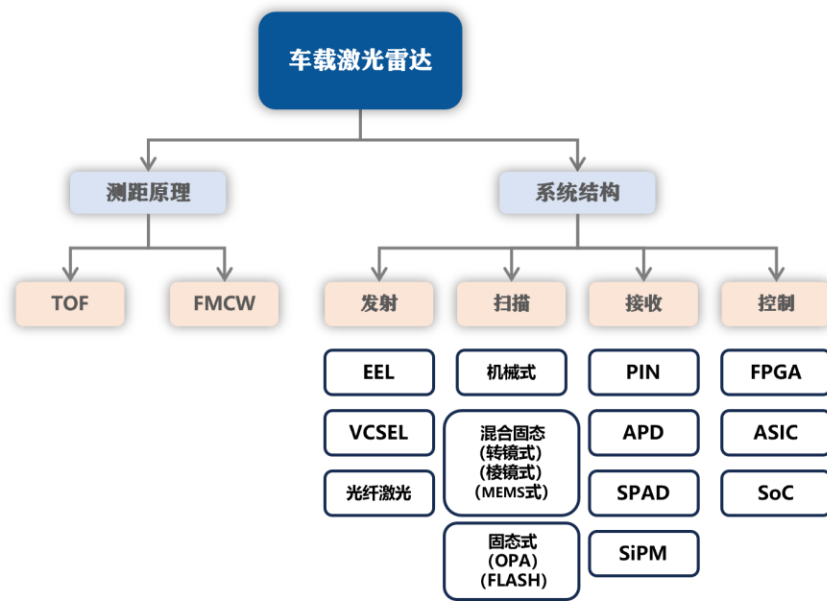 车载激光雷达
测距原理
系统结构
TOF
FMCW
发射
扫描
接收
控制
EEL
机械式
PIN
FPGA
VCSEL
混合固态
(转镜式)
(棱镜式)
(MEMS式)
APD
ASIC
光纤激光
SPAD
SoC
固态式
(OPA)
(FLASH)
SiPM